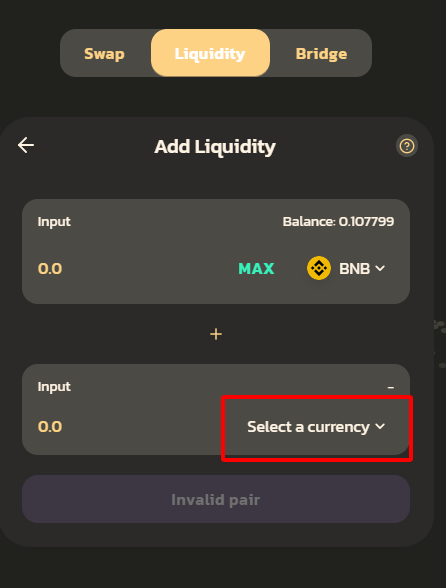 Swap Liquidity Bridge
Add Liquidity
Input Balance: 0.107799
0.0 MAX BNB
+
Input -
0.0 Select a currency
Invalid pair